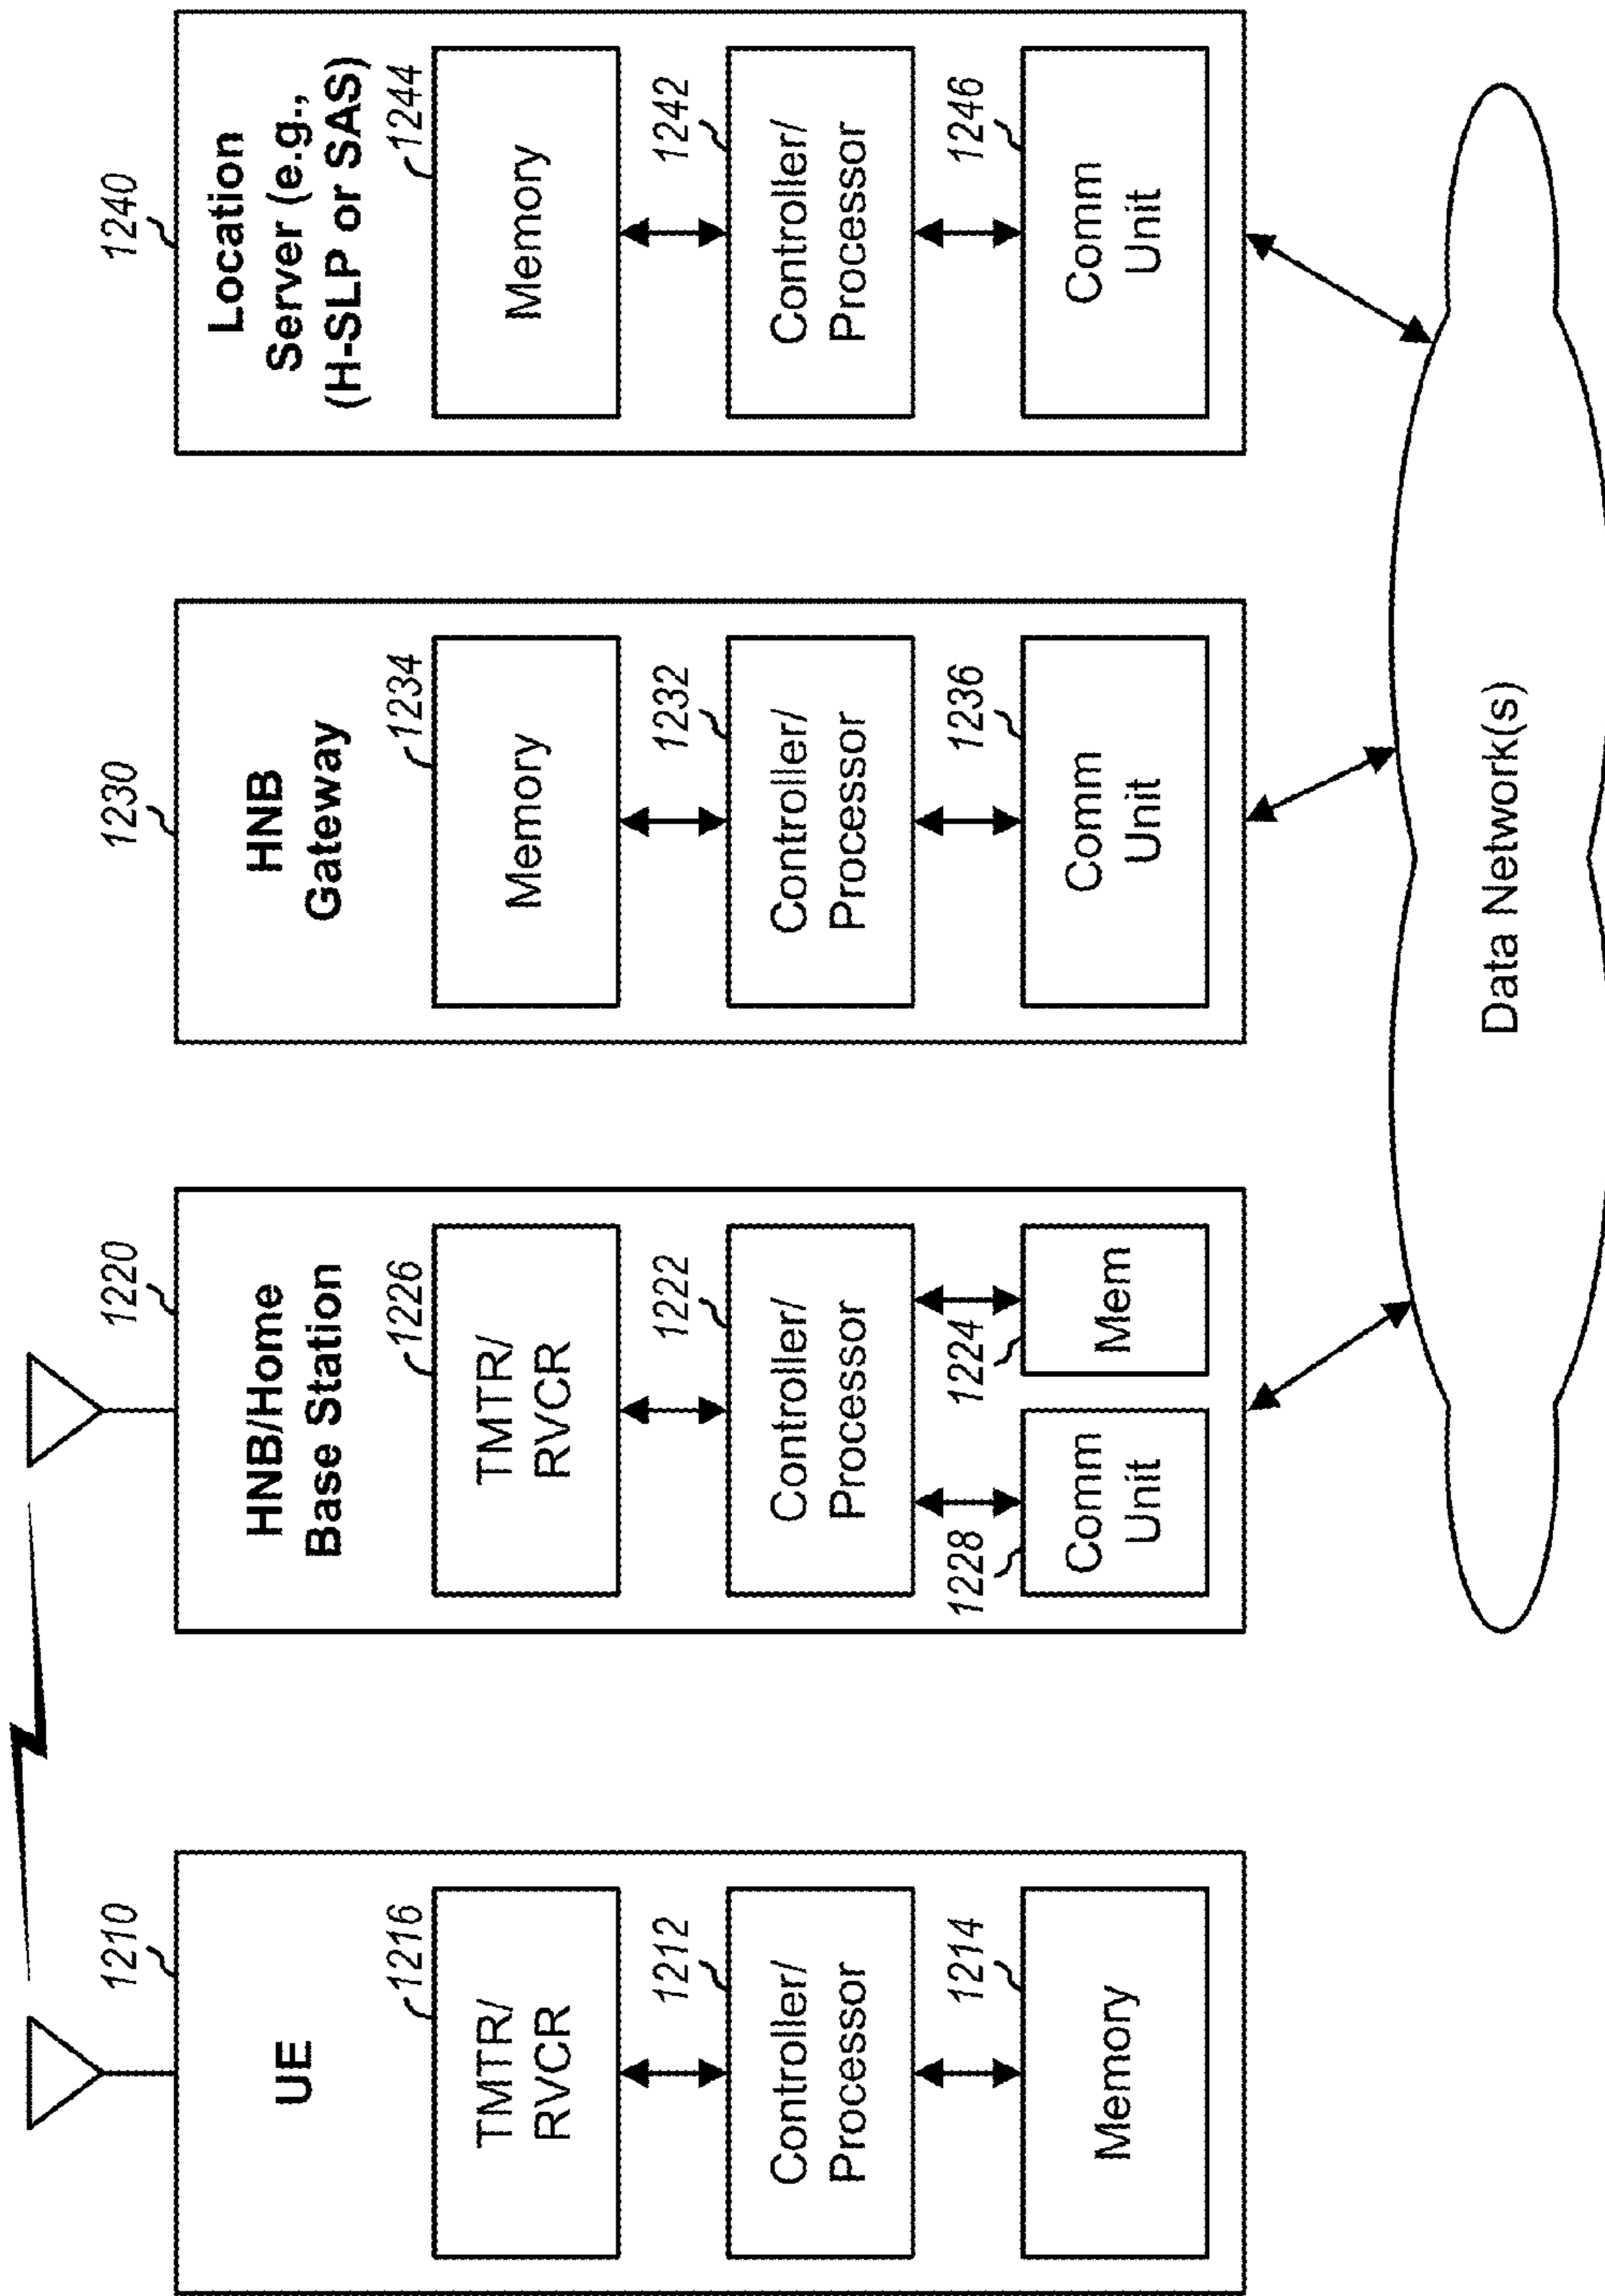 1210
UE
1216
TMTR/
RVCR
1212
Controller/
Processor
1214
Memory
1220
HNB/Home
Base Station
1226
TMTR/
RVCR
1222
Controller/
Processor
1228
1224
Comm
Unit
Mem
1230
HNB
Gateway
1234
Memory
1232
Controller/
Processor
1236
Comm
Unit
1240
Location
Server (e.g.,
(H-SLP or SAS)
1244
Memory
1242
Controller/
Processor
1246
Comm
Unit
Data Network(s)